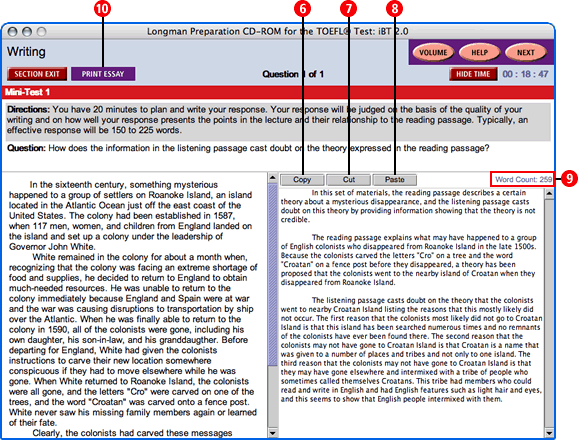 10
6
7
8
Longman Preparation CD-ROM for the TOEFL® Test: iBT 2.0
Writing
VOLUME
HELP
NEXT
SECTION EXIT
PRINT ESSAY
Question 1 of 1
HIDE TIME
00 : 18 : 47
Mini-Test 1
Directions: You have 20 minutes to plan and write your response. Your response will be judged on the basis of the quality of your
writing and on how well your response presents the points in the lecture and their relationship to the reading passage. Typically, an
effective response will be 150 to 225 words.
Question: How does the information in the listening passage cast doubt on the theory expressed in the reading passage?
Copy
Cut
Paste
Word Count: 259
9
In the sixteenth century, something mysterious
happened to a group of settlers on Roanoke Island, an island
located in the Atlantic Ocean just off the east coast of the
United States. The colony had been established in 1587,
when 117 men, women, and children from England landed on
the island and set up a colony under the leadership of
Governor John White.
White remained in the colony for about a month when,
recognizing that the colony was facing an extreme shortage of
food and supplies, he decided to return to England to obtain
much-needed resources. He was unable to return to the
colony immediately because England and Spain were at war
and the war was causing disruptions to transportation by ship
over the Atlantic. When he was finally able to return to the
colony in 1590, all of the colonists were gone, including his
own daughter, his son-in-law, and his granddaugther. Before
departing for England, White had given the colonists
instructions to carve their new location somewhere
conspicuous if they had to move elsewhere while he was
gone. When White returned to Roanoke Island, the colonists
were all gone, and the letters "Cro" were carved on one of the
trees, and the word "Croatan" was carved onto a fence post.
White never saw his missing family members again or learned
of their fate.
Clearly, the colonists had carved these messages
In this set of materials, the reading passage describes a certain
theory about a mysterious disappearance, and the listening passage casts
doubt on this theory by providing information showing that the theory is not
credible.
The reading passage explains what may have happened to a group
of English colonists who disappeared from Roanoke Island in the late 1500s.
Because the colonists carved the letters "Cro" on a tree and the word
"Croatan" on a fence post before they disappeared, a theory has been
proposed that the colonists went to the nearby island of Croatan when they
disappeared from Roanoke Island.
The listening passage casts doubt on the theory that the colonists
went to nearby Croatan Island listing the reasons that this mostly likely did
not occur. The first reason that the colonists most likely did not go to Croatan
Island is that this island has been searched numerous times and no remnants
of the colonists have ever been found there. The second reason that the
colonists may not have gone to Croatan Island is that Croatan is a name that
was given to a number of places and tribes and not only to one island. The
third reason that the colonists may not have gone to Croatan Island is that
they may have gone elsewhere and intermixed with a tribe of people who
sometimes called themselves Croatans. This tribe had members who could
read and write in English and had English features such as light hair and eyes,
and this seems to show that English people intermixed with them.